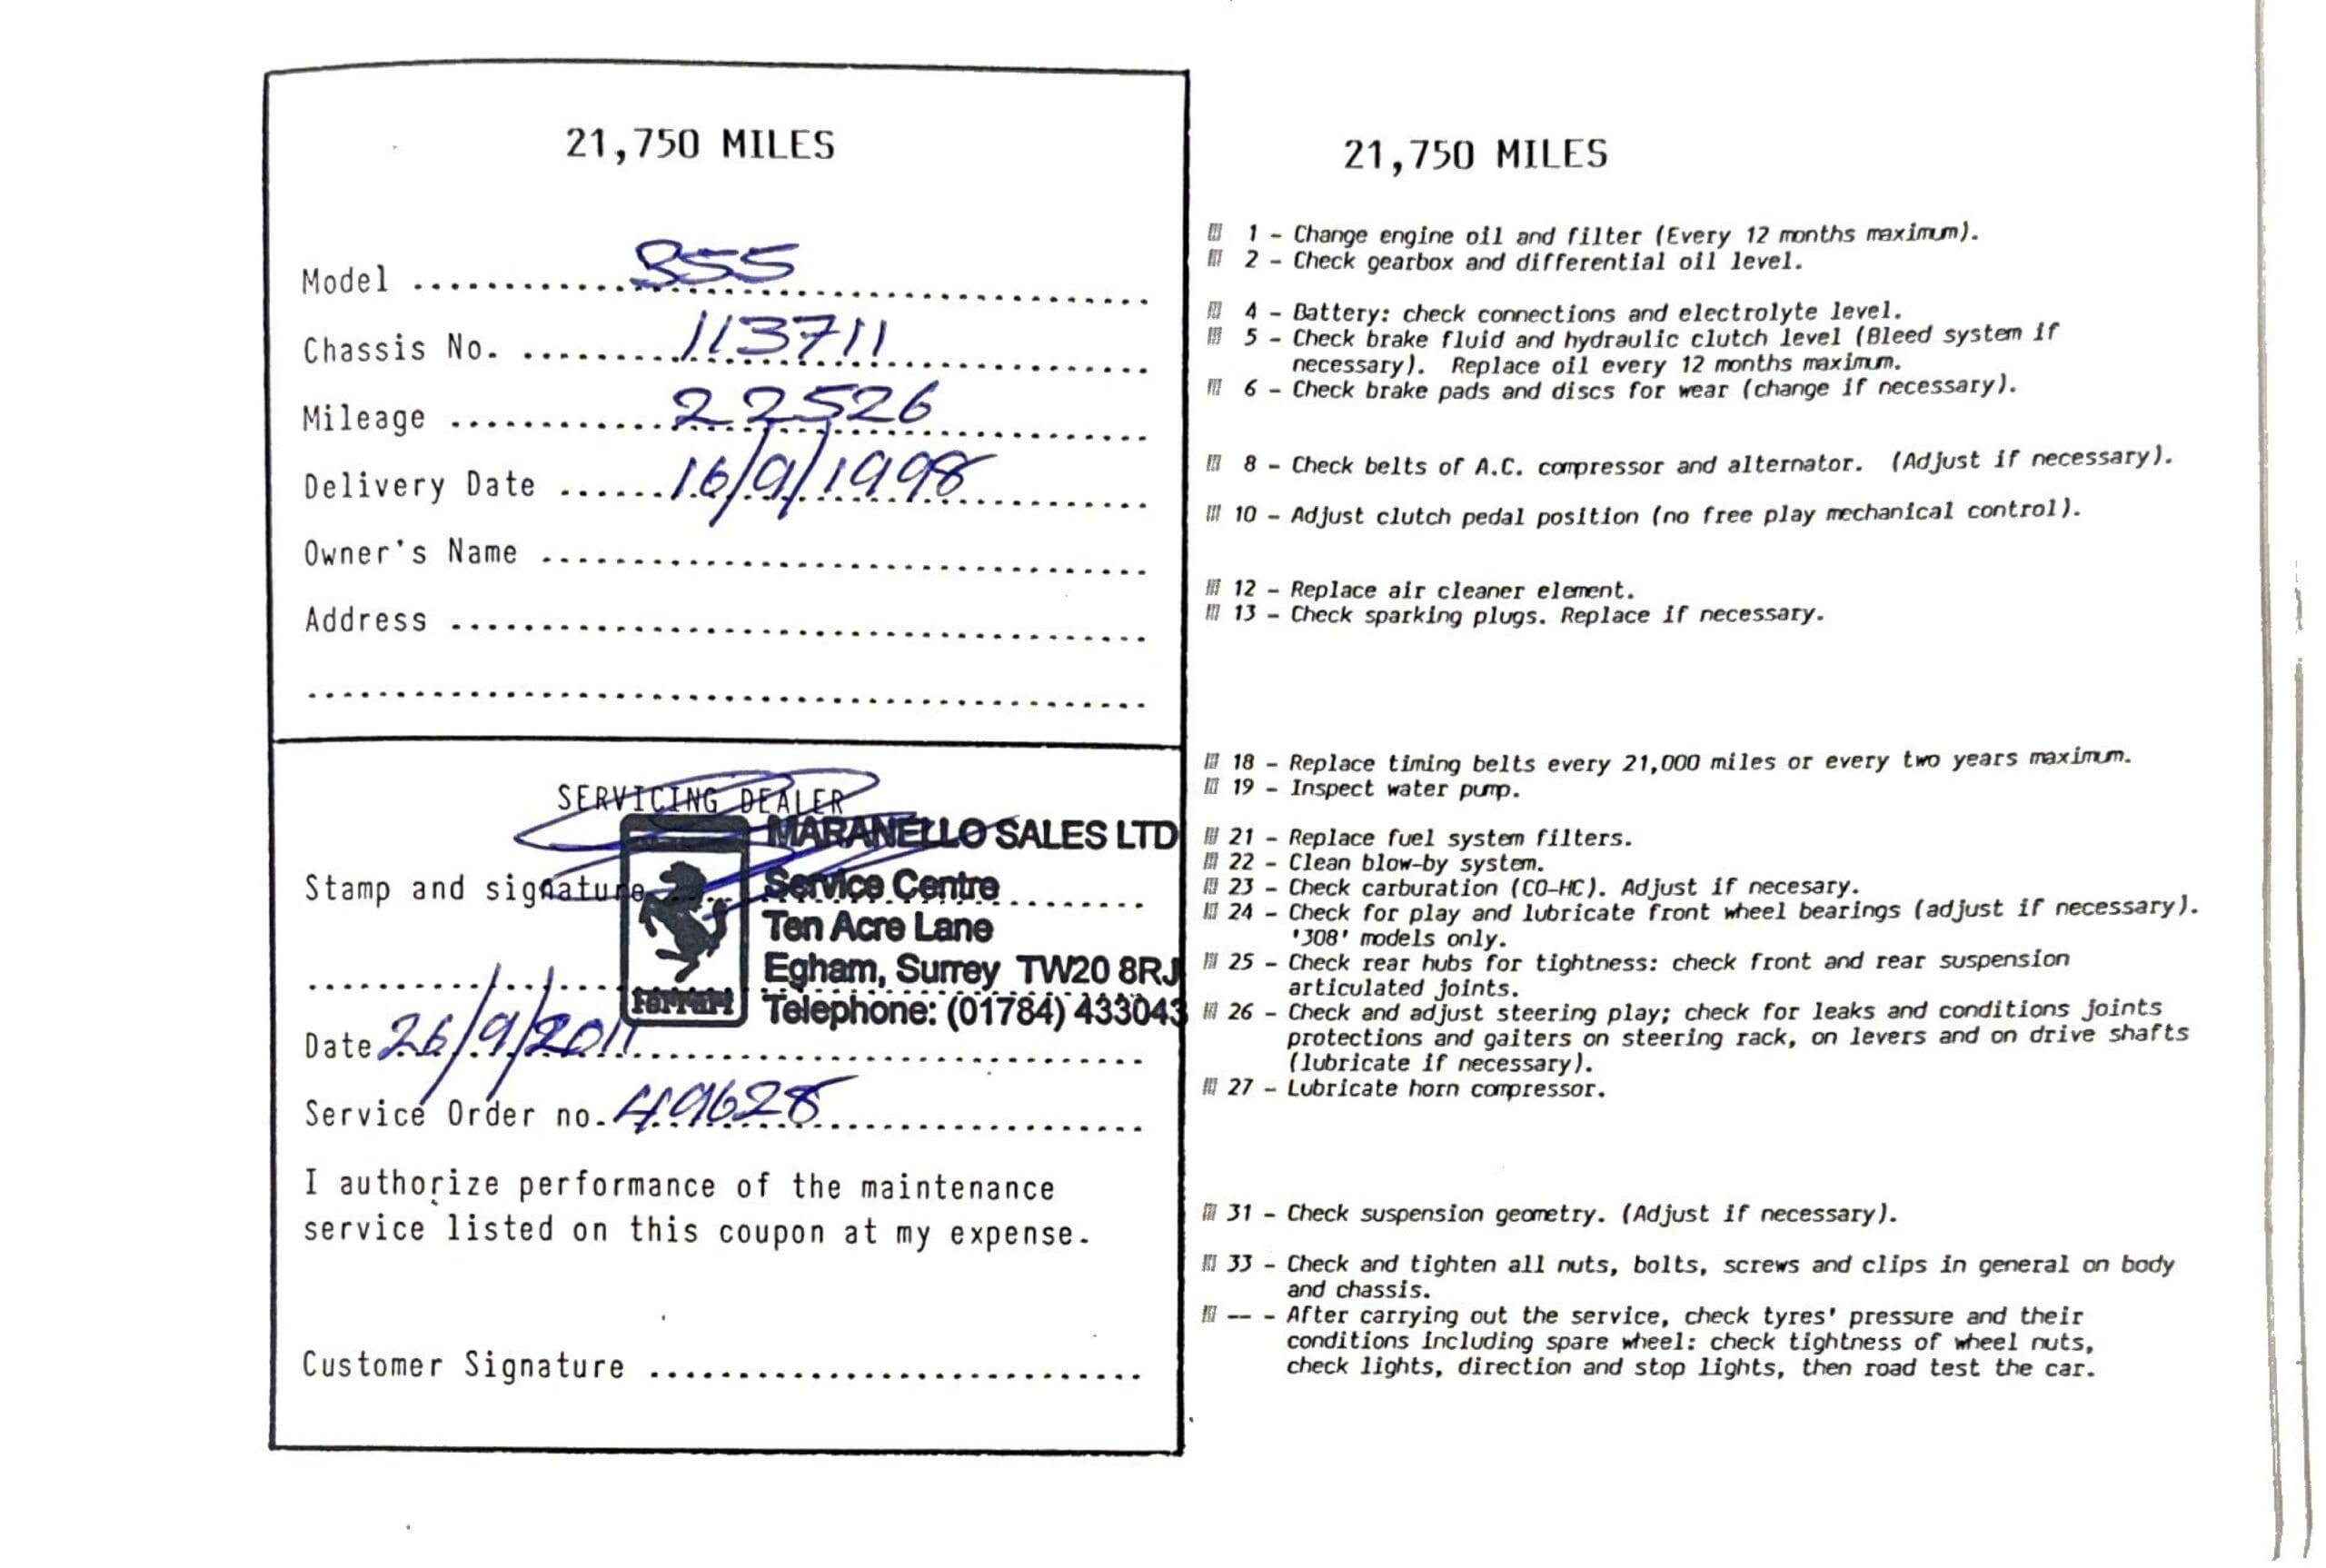 21,750 MILES
Model 355
Chassis No. 113711
Mileage 22526
Delivery Date 16/9/1998
Owner's Name
Address
SERVICING DEALER
MARANELLO SALES LTD
Stamp and signature
Service Centre
Ten Acre Lane
Egham, Surrey TW20 8RJ
Ferrari
Telephone: (01784) 433043
Date 26/9/2011
Service Order no. 49628
I authorize performance of the maintenance
service listed on this coupon at my expense.
Customer Signature
21,750 MILES
1 - Change engine oil and filter (Every 12 months maximum).
2 - Check gearbox and differential oil level.
4 - Battery: check connections and electrolyte level.
5 - Check brake fluid and hydraulic clutch level (Bleed system if
necessary). Replace oil every 12 months maximum.
6 - Check brake pads and discs for wear (change if necessary).
8 - Check belts of A.C. compressor and alternator. (Adjust if necessary).
10 - Adjust clutch pedal position (no free play mechanical control).
12 - Replace air cleaner element.
13 - Check sparking plugs. Replace if necessary.
18 - Replace timing belts every 21,000 miles or every two years maximum.
19 - Inspect water pump.
21 - Replace fuel system filters.
22 - Clean blow-by system.
23 - Check carburation (CO-HC). Adjust if necesary.
24 - Check for play and lubricate front wheel bearings (adjust if necessary).
'308' models only.
25 - Check rear hubs for tightness: check front and rear suspension
articulated joints.
26 - Check and adjust steering play; check for leaks and conditions joints
protections and gaiters on steering rack, on levers and on drive shafts
(lubricate if necessary).
27 - Lubricate horn compressor.
31 - Check suspension geometry. (Adjust if necessary).
33 - Check and tighten all nuts, bolts, screws and clips in general on body
and chassis.
-- - After carrying out the service, check tyres' pressure and their
conditions including spare wheel: check tightness of wheel nuts,
check lights, direction and stop lights, then road test the car.